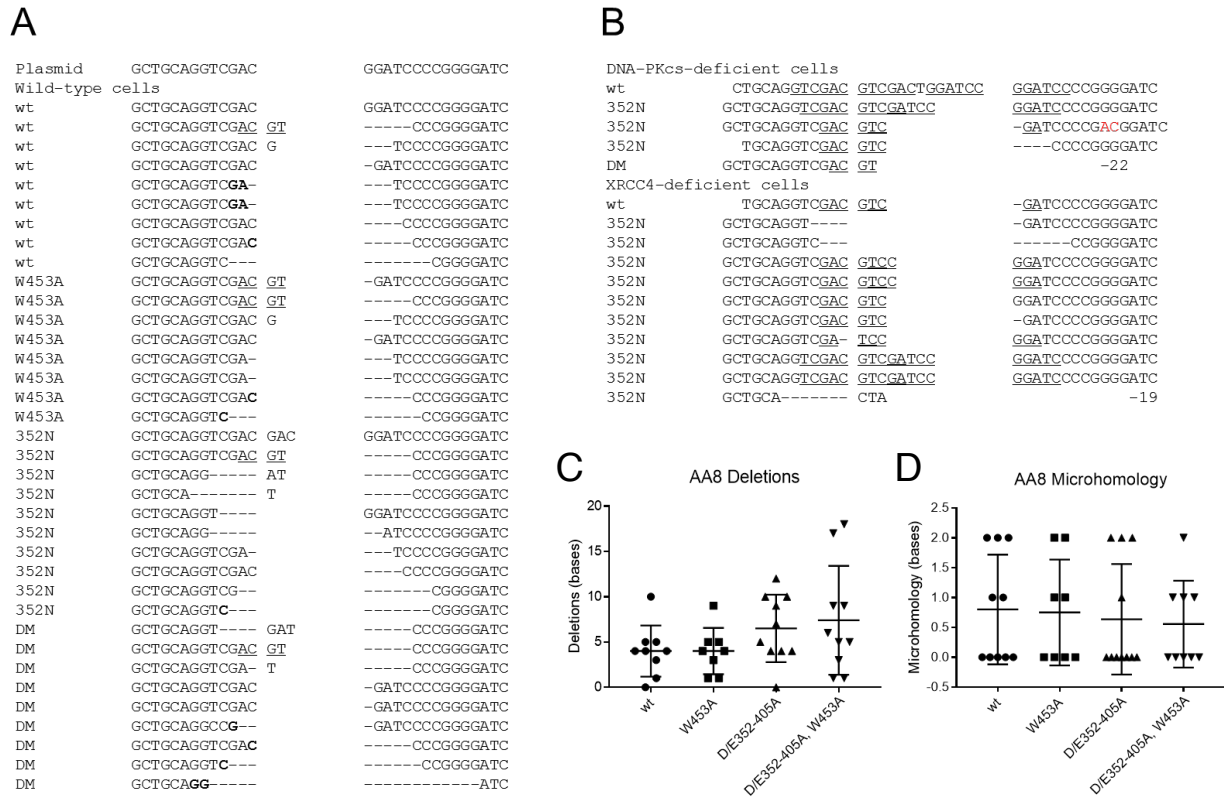 A
Plasmid GCTGCAGGTCGAC GGATCCCCGGGGATC
Wild-type cells
wt GCTGCAGGTCGAC GGATCCCCGGGGATC
wt GCTGCAGGTCGAC GT -----CCCGGGGATC
wt GCTGCAGGTCGAC G ---TCCCCGGGGATC
wt GCTGCAGGTCGAC -GATCCCCGGGGATC
wt GCTGCAGGTCGA- ---TCCCCGGGGATC
wt GCTGCAGGTCGA- ---TCCCCGGGGATC
wt GCTGCAGGTCGAC ----CCCCGGGGATC
wt GCTGCAGGTCGAC -----CCCGGGGATC
wt GCTGCAGGTC--- -------CGGGGATC
W453A GCTGCAGGTCGAC GT -GATCCCCGGGGATC
W453A GCTGCAGGTCGAC GT -----CCCGGGGATC
W453A GCTGCAGGTCGAC G ---TCCCCGGGGATC
W453A GCTGCAGGTCGAC -GATCCCCGGGGATC
W453A GCTGCAGGTCGA- ---TCCCCGGGGATC
W453A GCTGCAGGTCGA- ---TCCCCGGGGATC
W453A GCTGCAGGTCGAC -----CCCGGGGATC
W453A GCTGCAGGTC--- ------CCGGGGATC
352N GCTGCAGGTCGAC GAC GGATCCCCGGGGATC
352N GCTGCAGGTCGAC GT -----CCCGGGGATC
352N GCTGCAGG----- AT -----CCCGGGGATC
352N GCTGCA------- T -----CCCGGGGATC
352N GCTGCAGGT---- GGATCCCCGGGGATC
352N GCTGCAGG----- --ATCCCCGGGGATC
352N GCTGCAGGTCGA- ---TCCCCGGGGATC
352N GCTGCAGGTCGAC ----CCCCGGGGATC
352N GCTGCAGGTCG-- -------CGGGGATC
352N GCTGCAGGTC--- -------CGGGGATC
DM GCTGCAGGT---- GAT -----CCCGGGGATC
DM GCTGCAGGTCGAC GT -----CCCGGGGATC
DM GCTGCAGGTCGA- T -----CCCGGGGATC
DM GCTGCAGGTCGAC -GATCCCCGGGGATC
DM GCTGCAGGTCGAC -GATCCCCGGGGATC
DM GCTGCAGGCCG-- -GATCCCCGGGGATC
DM GCTGCAGGTCGAC -----CCCGGGGATC
DM GCTGCAGGTC--- ------CCGGGGATC
DM GCTGCAGG----- ------------ATC
B
DNA-PKcs-deficient cells
wt CTGCAGGTCGAC GTCGACTGGATCC GGATCCCCGGGGATC
352N GCTGCAGGTCGAC GTCGATCC GGATCCCCGGGGATC
352N GCTGCAGGTCGAC GTC -GATCCCCGACGGATC
352N TGCAGGTCGAC GTC ----CCCCGGGGATC
DM GCTGCAGGTCGAC GT -22
XRCC4-deficient cells
wt TGCAGGTCGAC GTC -GATCCCCGGGGATC
352N GCTGCAGGT---- -GATCCCCGGGGATC
352N GCTGCAGGTC---- ------CCGGGGATC
352N GCTGCAGGTCGAC GTCC GGATCCCCGGGGATC
352N GCTGCAGGTCGAC GTCC GGATCCCCGGGGATC
352N GCTGCAGGTCGAC GTC GGATCCCCGGGGATC
352N GCTGCAGGTCGAC GTC -GATCCCCGGGGATC
352N GCTGCAGGTCGA- TCC GGATCCCCGGGGATC
352N GCTGCAGGTCGAC GTCGATCC GGATCCCCGGGGATC
352N GCTGCAGGTCGAC GTCGATCC GGATCCCCGGGGATC
352N GCTGCA------- CTA -19
C
AA8 Deletions
Deletions (bases)
20
15
10
5
0
wt
W453A
D/E352-405A
D/E352-405A, W453A
D
AA8 Microhomology
Microhomology (bases)
2.5
2.0
1.5
1.0
0.5
0.0
-0.5
wt
W453A
D/E352-405A
D/E352-405A, W453A